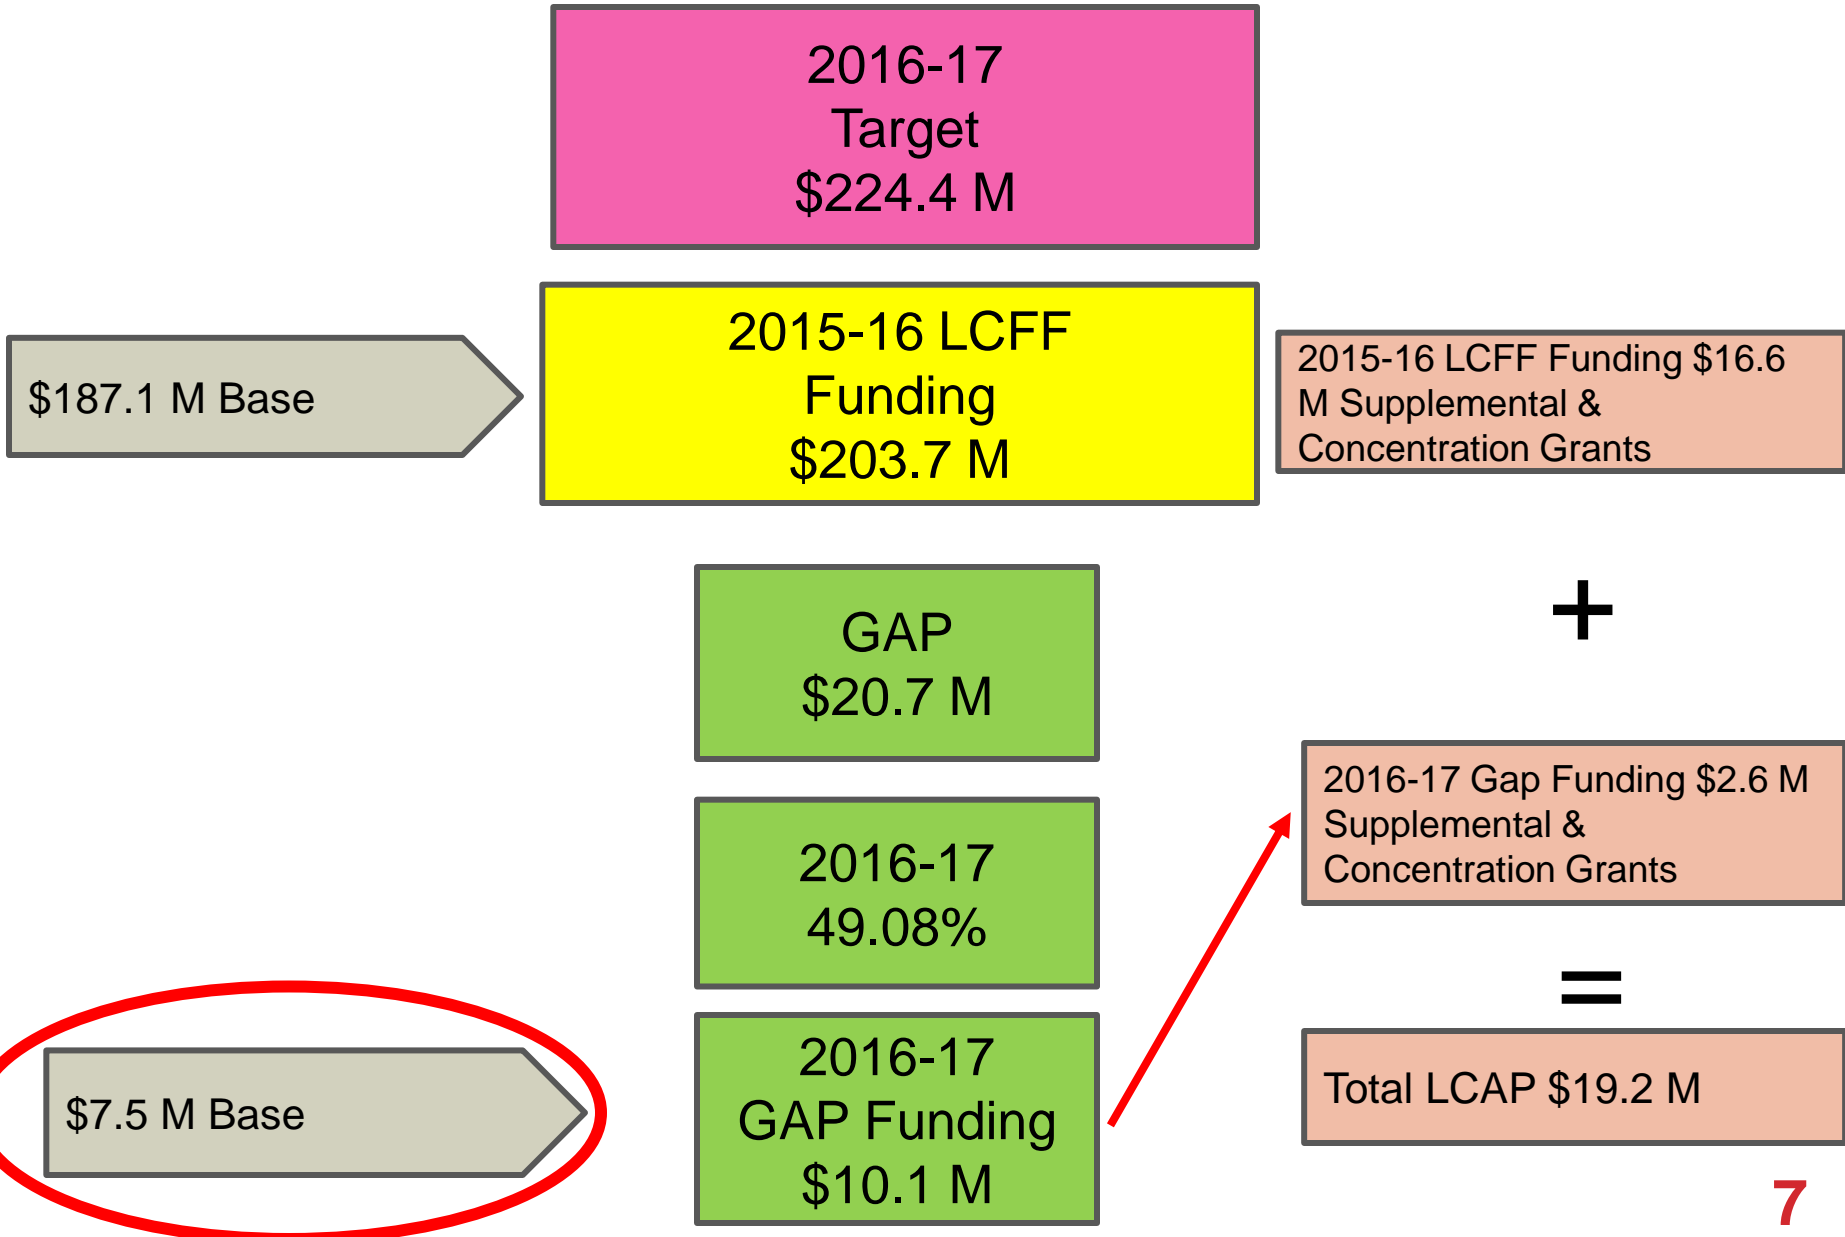 2016-17
Target
$224.4 M
$187.1 M Base
2015-16 LCFF
Funding
$203.7 M
2015-16 LCFF Funding $16.6
M Supplemental &
Concentration Grants
+
GAP
$20.7 M
2016-17 Gap Funding $2.6 M
Supplemental &
Concentration Grants
2016-17
49.08%
=
$7.5 M Base
2016-17
GAP Funding
$10.1 M
Total LCAP $19.2 M
7